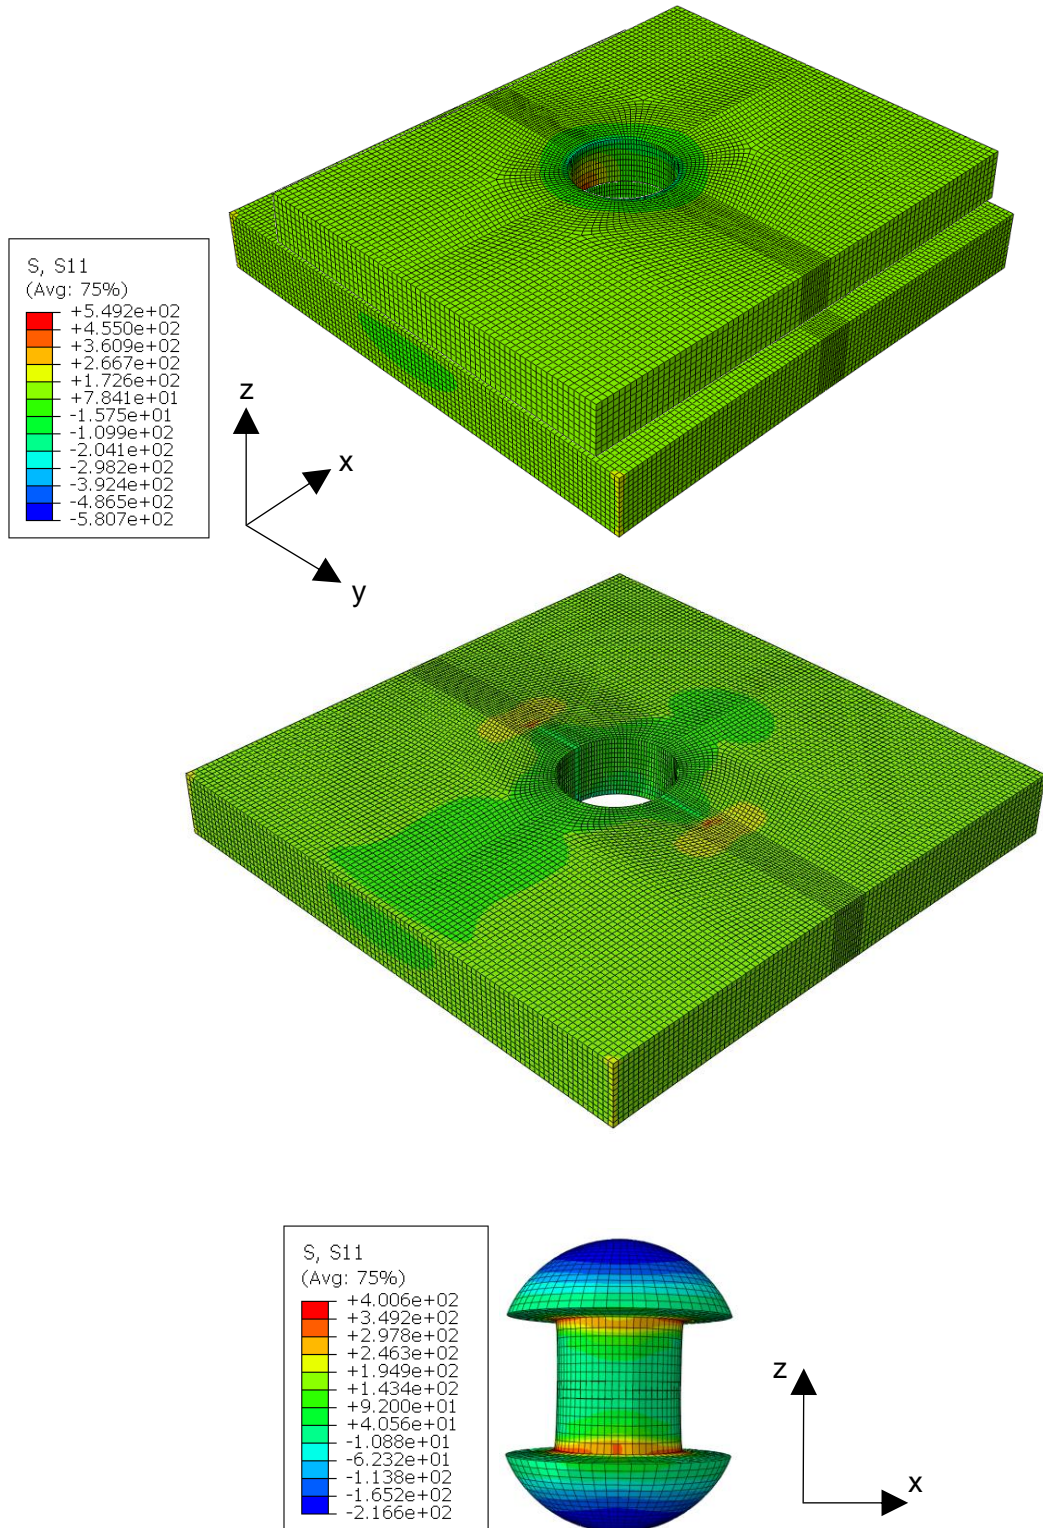 S, S11
(Avg: 75%)
+5.492e+02
+4.550e+02
+3.609e+02
+2.667e+02
+1.726e+02
+7.841e+01
-1.575e+01
-1.099e+02
-2.041e+02
-2.982e+02
-3.924e+02
-4.865e+02
-5.807e+02
z
x
y
S, S11
(Avg: 75%)
+4.006e+02
+3.492e+02
+2.978e+02
+2.463e+02
+1.949e+02
+1.434e+02
+9.200e+01
+4.056e+01
-1.088e+01
-6.232e+01
-1.138e+02
-1.652e+02
-2.166e+02
z
x